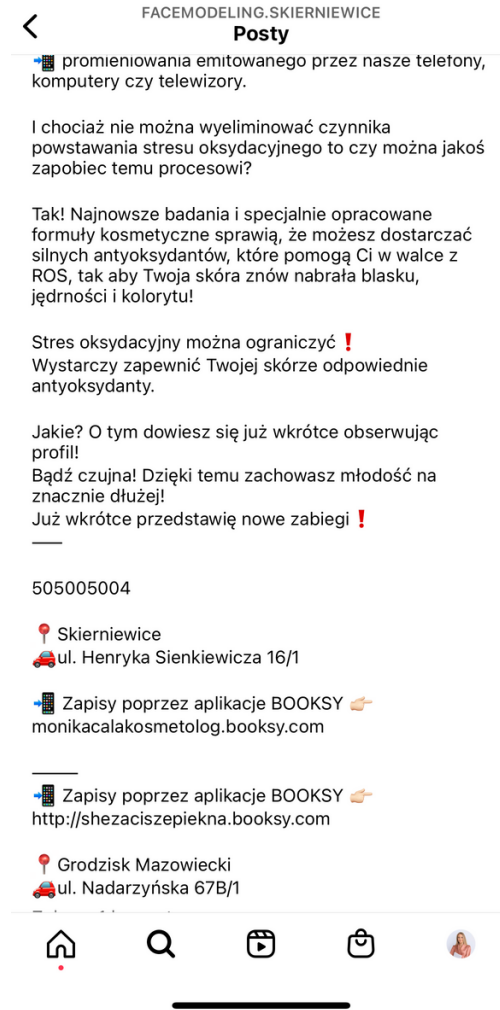 FACEMODELING.SKIERNIEWICE
Posty
promieniowania emitowanego przez nasze telefony,
komputery czy telewizory.
I chociaż nie można wyeliminować czynnika
powstawania stresu oksydacyjnego to czy można jakoś
zapobiec temu procesowi?
Tak! Najnowsze badania i specjalnie opracowane
formuły kosmetyczne sprawią, że możesz dostarczać
silnych antyoksydantów, które pomogą Ci w walce z
ROS, tak aby Twoja skóra znów nabrała blasku,
jędrności i kolorytu!
Stres oksydacyjny można ograniczyć❗
Wystarczy zapewnić Twojej skórze odpowiednie
antyoksydanty.
Jakie? O tym dowiesz się już wkrótce obserwując
profil!
Bądź czujna! Dzięki temu zachowasz młodość na
znacznie dłużej!
Już wkrótce przedstawię nowe zabiegi❗
505005004
Skierniewice
ul. Henryka Sienkiewicza 16/1
Zapisy poprzez aplikacje BOOKSY
monikacalakosmetolog.booksy.com
Zapisy poprzez aplikacje BOOKSY
http://shezaciszepiekna.booksy.com
Grodzisk Mazowiecki
ul. Nadarzyńska 67B/1